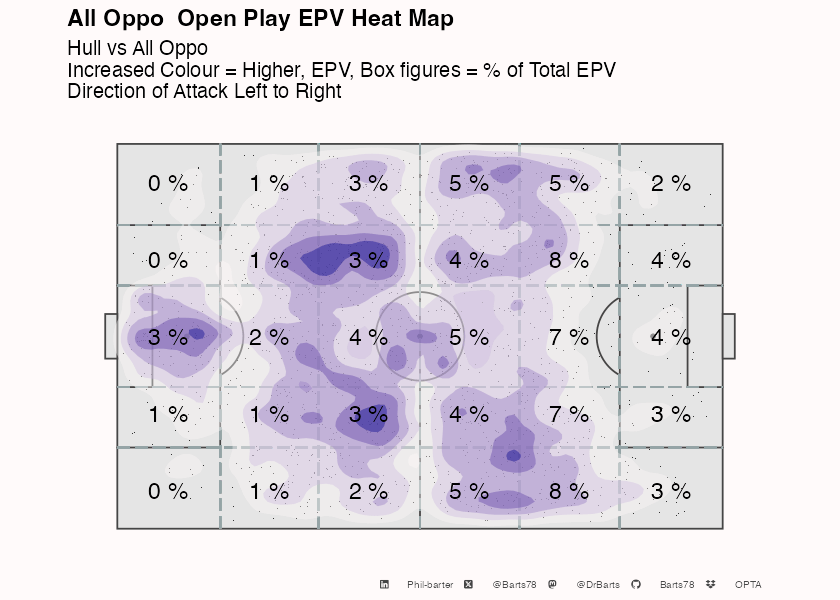 All Oppo  Open Play EPV Heat Map
Hull vs All Oppo
Increased Colour = Higher, EPV, Box figures = % of Total EPV
Direction of Attack Left to Right
0 % 1 % 3 % 5 % 5 % 2 %
0 % 1 % 3 % 4 % 8 % 4 %
3 % 2 % 4 % 5 % 7 % 4 %
1 % 1 % 3 % 4 % 7 % 3 %
0 % 1 % 2 % 5 % 8 % 3 %
Phil-barter @Barts78 @DrBarts Barts78 OPTA